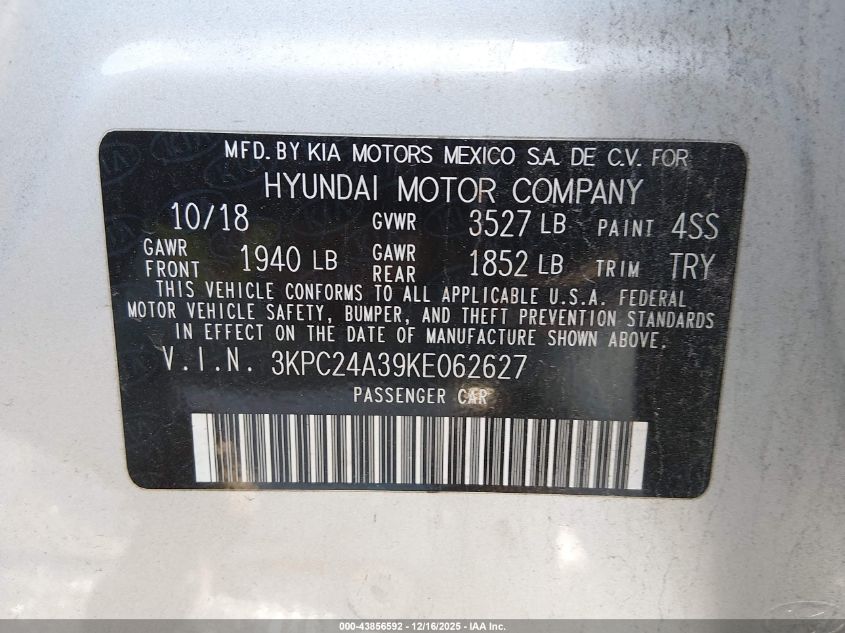 MFD. BY KIA MOTORS MEXICO S.A. DE C.V. FOR
HYUNDAI MOTOR COMPANY
10/18 GVWR 3527 LB PAINT 4SS
GAWR FRONT 1940 LB GAWR REAR 1852 LB TRIM TRY
THIS VEHICLE CONFORMS TO ALL APPLICABLE U.S.A. FEDERAL
MOTOR VEHICLE SAFETY, BUMPER, AND THEFT PREVENTION STANDARDS
IN EFFECT ON THE DATE OF MANUFACTURE SHOWN ABOVE.
V.I.N. 3KPC24A39KE062627
PASSENGER CAR
000-43856592 - 12/16/2025 - IAA Inc.